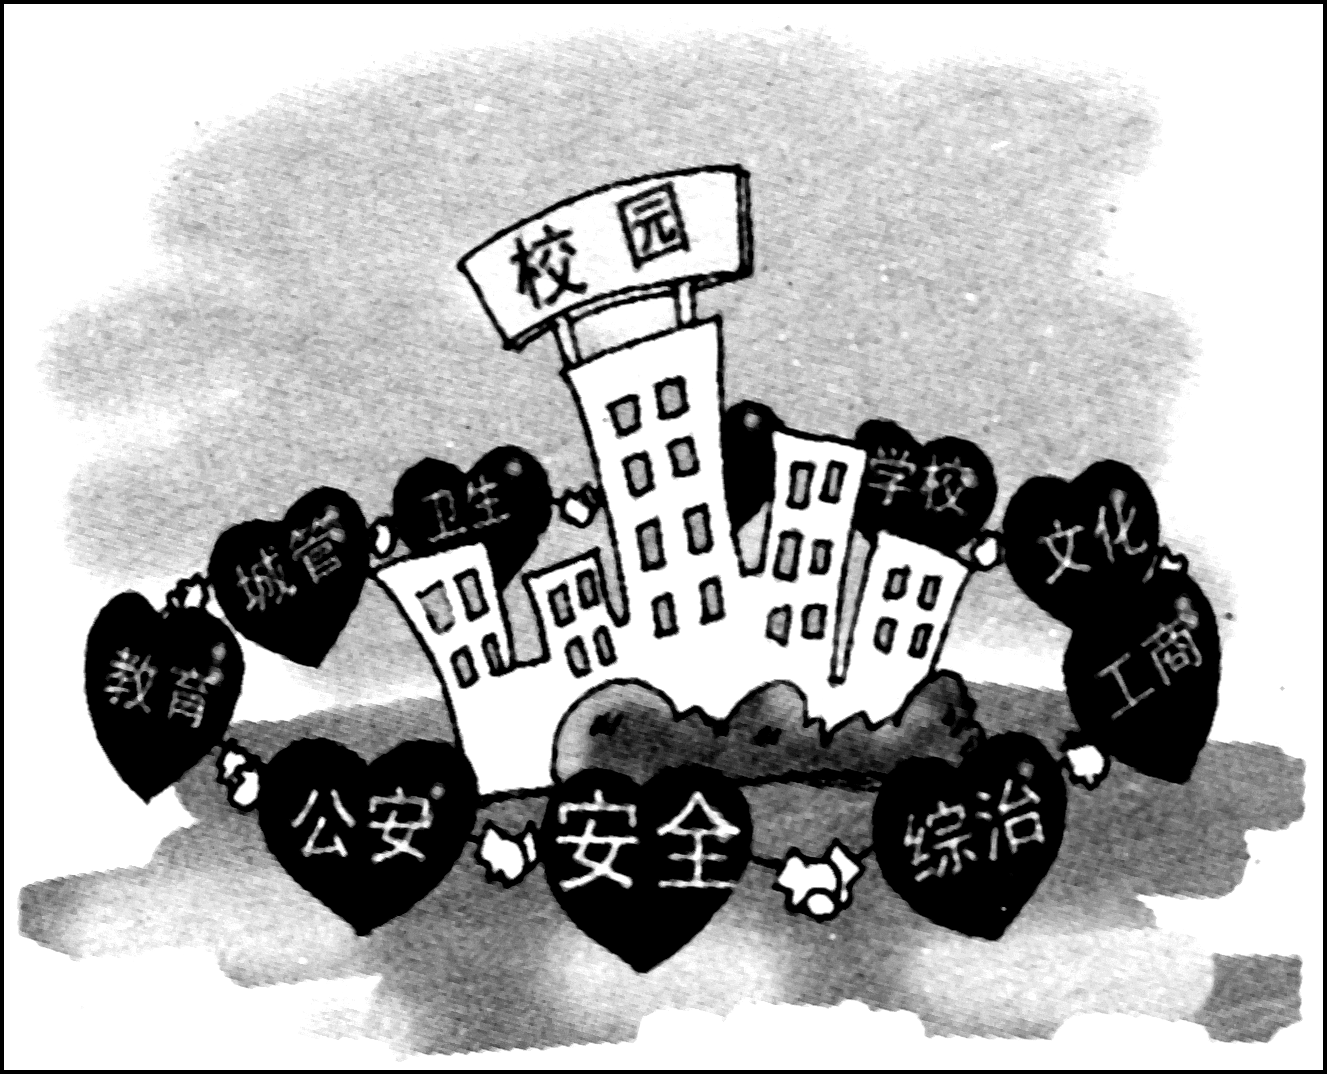 校园
卫生
学校
城管
文化
教育
工商
公安
安全
综治